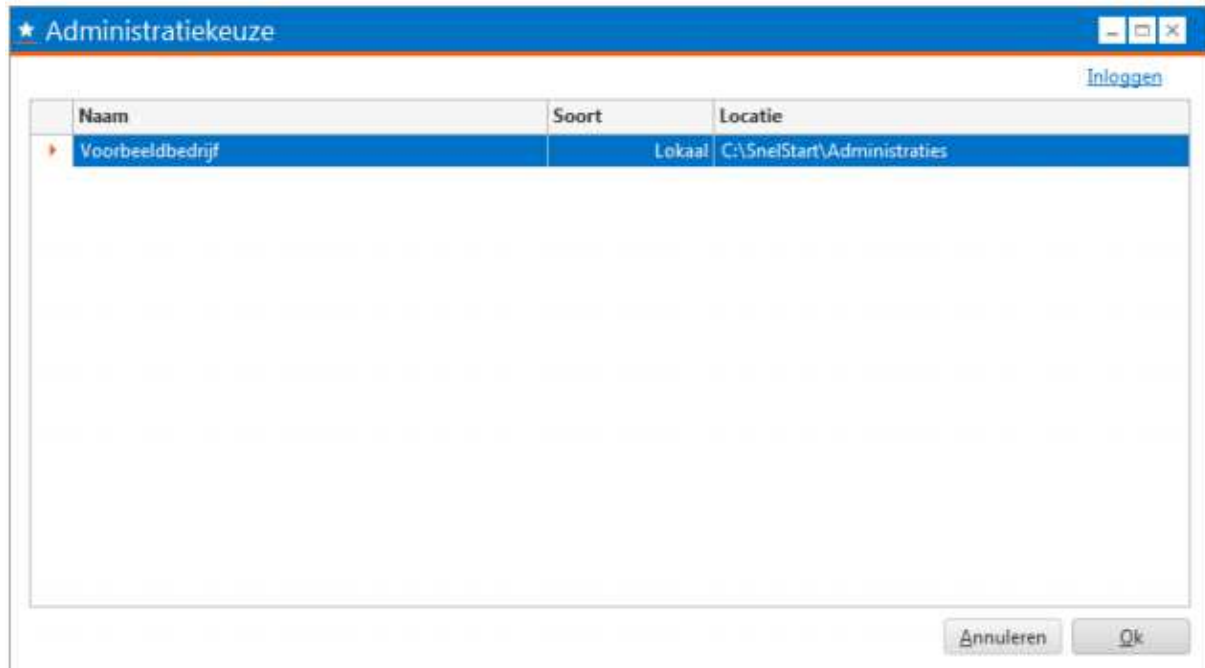 Administratiekeuze
Inloggen
Naam Soort Locatie
Voorbeeldbedrijf Lokaal C:\SnelStart\Administraties
Annuleren Ok